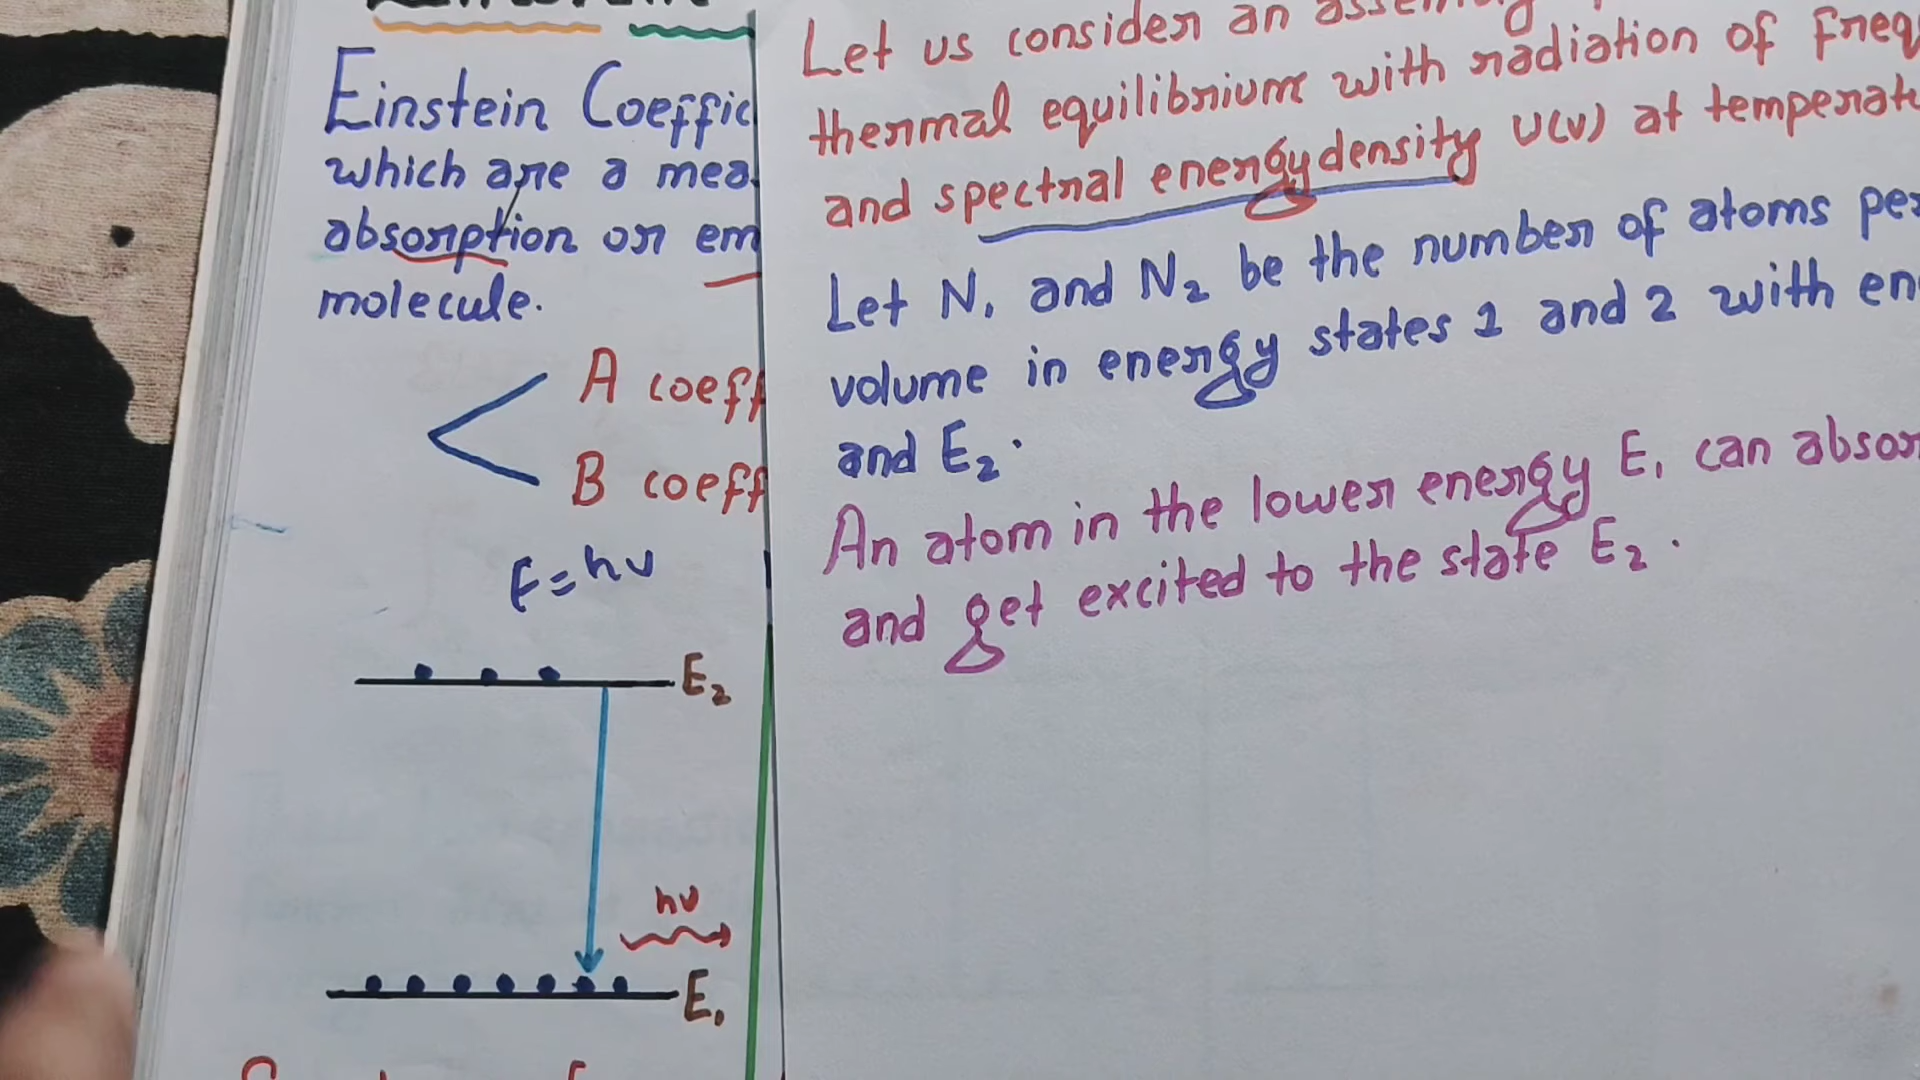 Einstein Coeffic
which are a mea
absorption or em
molecule.
A coeff
B coeff
E = hν
E₂
hν
E₁
Let us consider an
thermal equilibrium with radiation of freq
and spectral energy density U(ν) at temperatu
Let N₁ and N₂ be the number of atoms per
volume in energy states 1 and 2 with en
and E₂.
An atom in the lower energy E₁ can absor
and get excited to the state E₂.